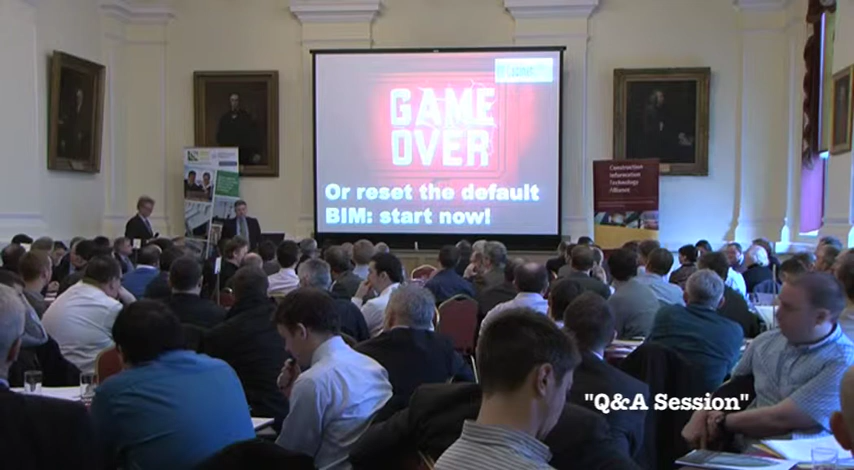 GAME
OVER
Or reset the default
BIM: start now!
Construction
Information
Technology
Alliance
"Q&A Session"